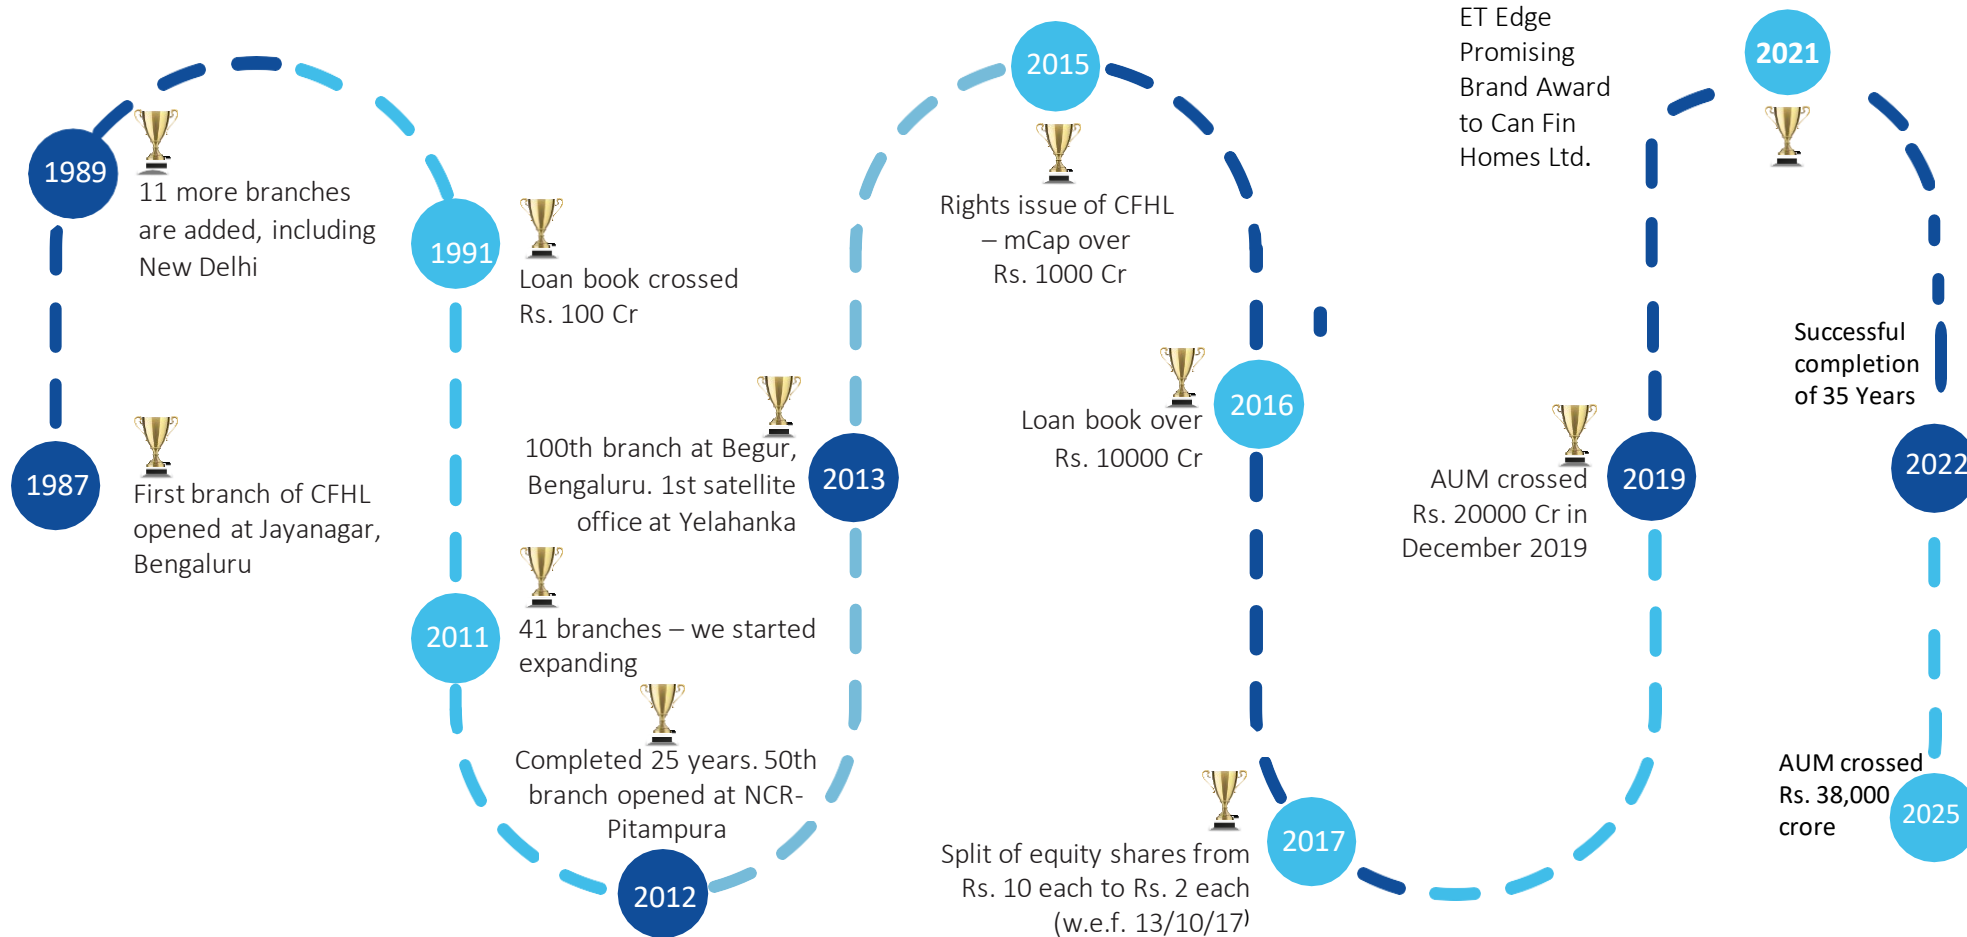 1987
First branch of CFHL
opened at Jayanagar,
Bengaluru
1989
11 more branches
are added, including
New Delhi
1991
Loan book crossed
Rs. 100 Cr
2011
41 branches – we started
expanding
Completed 25 years. 50th
branch opened at NCR-
Pitampura
2012
100th branch at Begur,
Bengaluru. 1st satellite
office at Yelahanka
2013
2015
Rights issue of CFHL
– mCap over
Rs. 1000 Cr
2016
Loan book over
Rs. 10000 Cr
2017
Split of equity shares from
Rs. 10 each to Rs. 2 each
(w.e.f. 13/10/17)
2019
AUM crossed
Rs. 20000 Cr in
December 2019
ET Edge
Promising
Brand Award
to Can Fin
Homes Ltd.
2021
Successful
completion
of 35 Years
2022
AUM crossed
Rs. 38,000
crore
2025